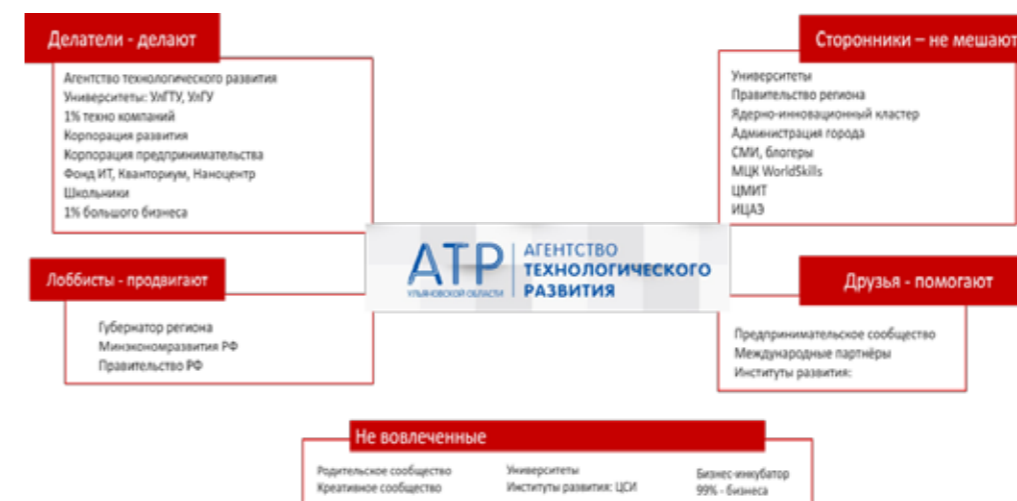 Делатели - делают
Агентство технологического развития
Университеты: УлГТУ, УлГУ
1% техно компаний
Корпорация развития
Корпорация предпринимательства
Фонд ИТ, Кванториум, Наноцентр
Школьники
1% большого бизнеса
Сторонники – не мешают
Университеты
Правительство региона
Ядерно-инновационный кластер
Администрация города
СМИ, блогеры
МЦК WorldSkills
ЦМИТ
ИЦАЭ
АТР
УЛЬЯНОВСКОЙ ОБЛАСТИ
АГЕНТСТВО
ТЕХНОЛОГИЧЕСКОГО
РАЗВИТИЯ
Лоббисты - продвигают
Губернатор региона
Минэкономразвития РФ
Правительство РФ
Друзья - помогают
Предпринимательское сообщество
Международные партнёры
Институты развития:
Не вовлеченные
Родительское сообщество
Креативное сообщество
Университеты
Институты развития: ЦСИ
Бизнес-инкубатор
99% - бизнеса